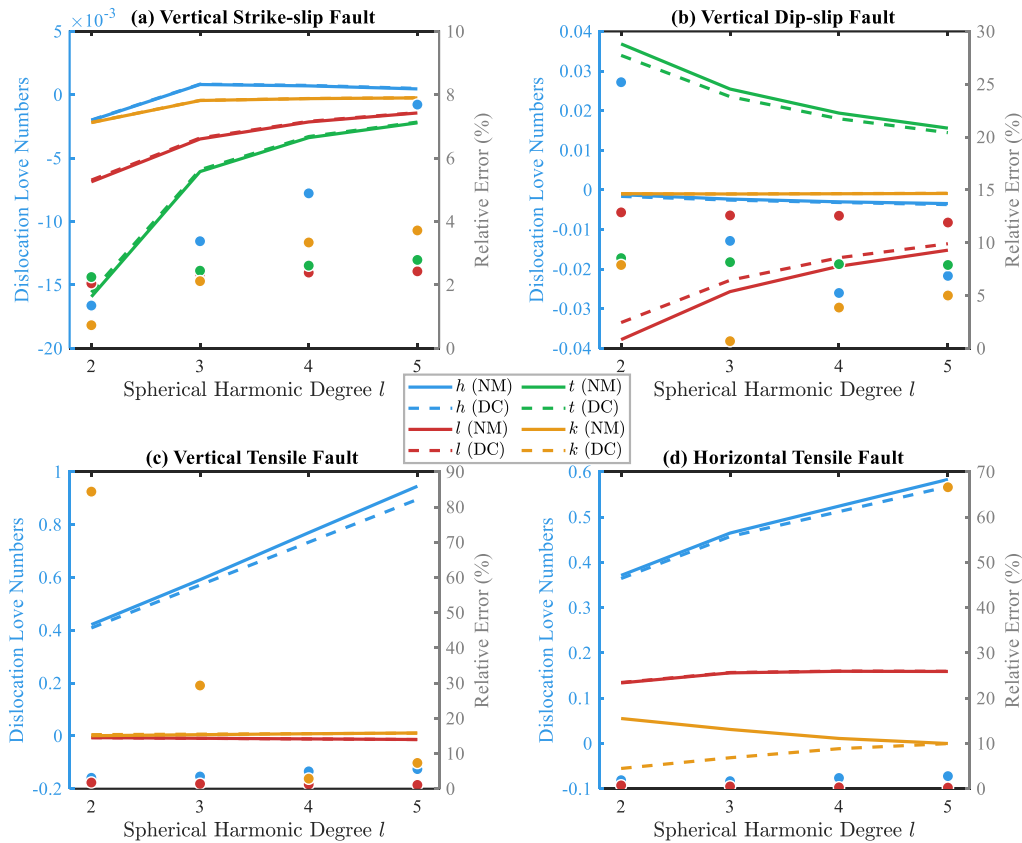 (a) Vertical Strike-slip Fault
×10⁻³
5
0
-5
-10
-15
-20
10
8
6
4
2
0
2 3 4 5
Dislocation Love Numbers
Relative Error (%)
Spherical Harmonic Degree l
(b) Vertical Dip-slip Fault
0.04
0.03
0.02
0.01
0
-0.01
-0.02
-0.03
-0.04
30
25
20
15
10
5
0
2 3 4 5
Dislocation Love Numbers
Relative Error (%)
Spherical Harmonic Degree l
h (NM) t (NM)
h (DC) t (DC)
l (NM) k (NM)
l (DC) k (DC)
(c) Vertical Tensile Fault
1
0.8
0.6
0.4
0.2
0
-0.2
90
80
70
60
50
40
30
20
10
0
2 3 4 5
Dislocation Love Numbers
Relative Error (%)
Spherical Harmonic Degree l
(d) Horizontal Tensile Fault
0.6
0.5
0.4
0.3
0.2
0.1
0
-0.1
70
60
50
40
30
20
10
0
2 3 4 5
Dislocation Love Numbers
Relative Error (%)
Spherical Harmonic Degree l